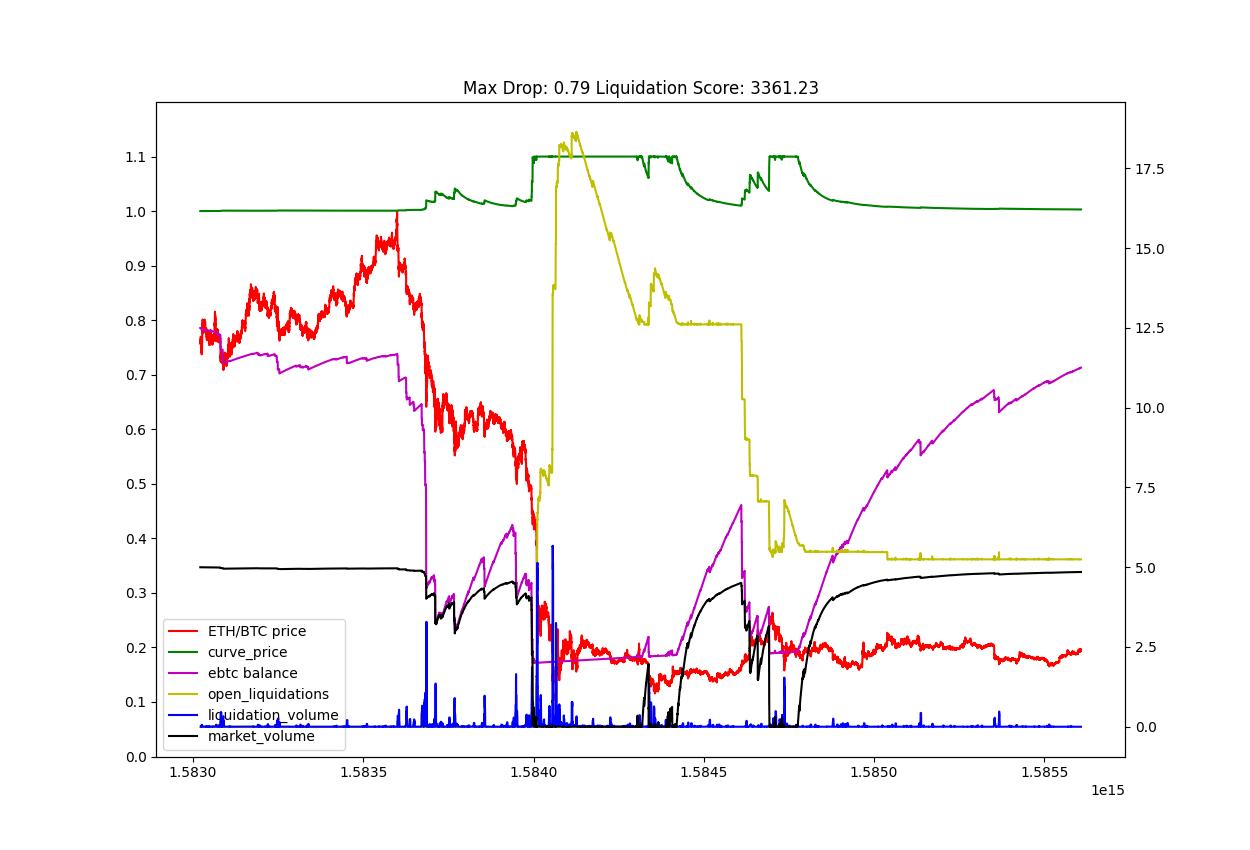 Max Drop: 0.79 Liquidation Score: 3361.23
1.1
1.0
0.9
0.8
0.7
0.6
0.5
0.4
0.3
0.2
0.1
0.0
17.5
15.0
12.5
10.0
7.5
5.0
2.5
0.0
ETH/BTC price
curve_price
ebtc balance
open_liquidations
liquidation_volume
market_volume
1.5830 1.5835 1.5840 1.5845 1.5850 1.5855
1e15